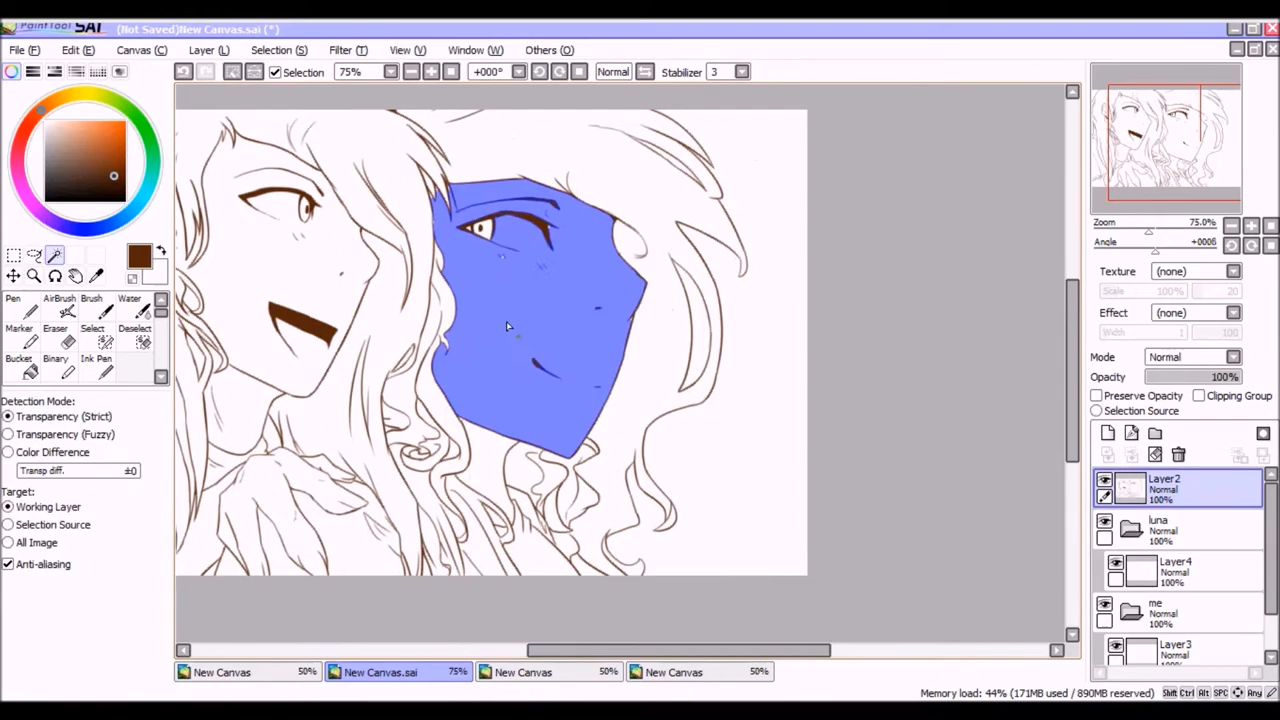 PaintTool SAI (Not Saved)New Canvas.sai (*)
File (F) Edit (E) Canvas (C) Layer (L) Selection (S) Filter (T) View (V) Window (W) Others (O)
Selection 75% +000° Normal Stabilizer 3
Zoom 75.0%
Angle +0006
Texture (none)
Scale 100% 20
Effect (none)
Width 1 100
Mode Normal
Opacity 100%
Preserve Opacity Clipping Group
Selection Source
Pen AirBrush Brush Water
Marker Eraser Select Deselect
Bucket Binary Ink Pen
Detection Mode:
Transparency (Strict)
Transparency (Fuzzy)
Color Difference
Transp diff. ±0
Target:
Working Layer
Selection Source
All Image
Anti-aliasing
Layer2
Normal
100%
luna
Normal
100%
Layer4
Normal
100%
me
Normal
100%
Layer3
Normal
New Canvas 50% New Canvas.sai 75% New Canvas 50% New Canvas 50%
Memory load: 44% (171MB used / 890MB reserved) Shift Ctrl Alt SPC Any